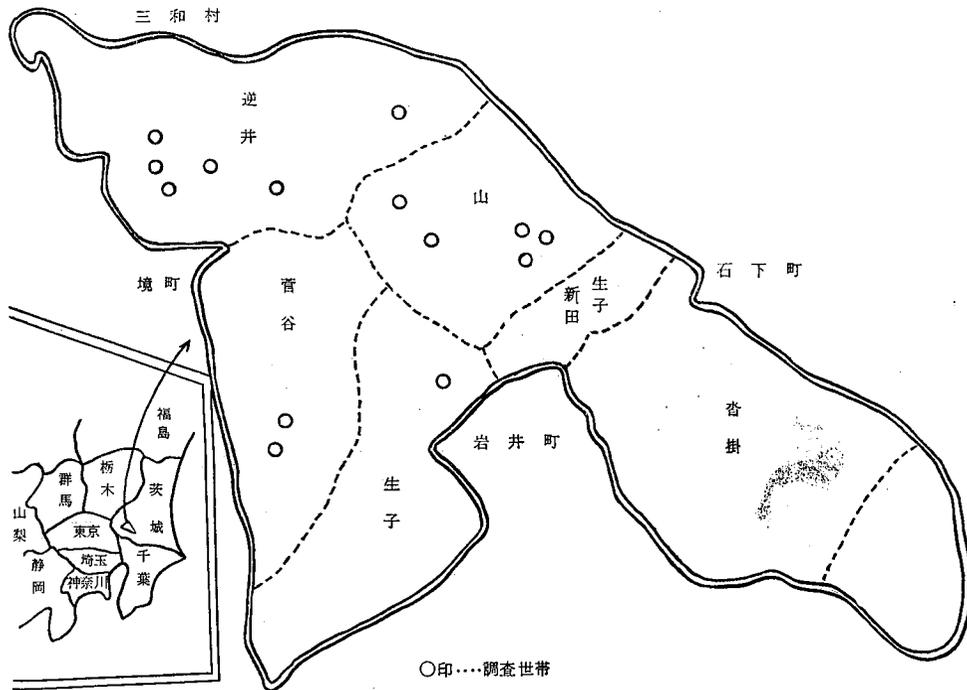 三和村
逆井
山
石下町
境町
菅谷
生子
新田
福島
沓掛
岩井町
栃木
群馬
茨城
生子
山梨
東京
千葉
埼玉
静岡
神奈川
○印‥‥調査世帯